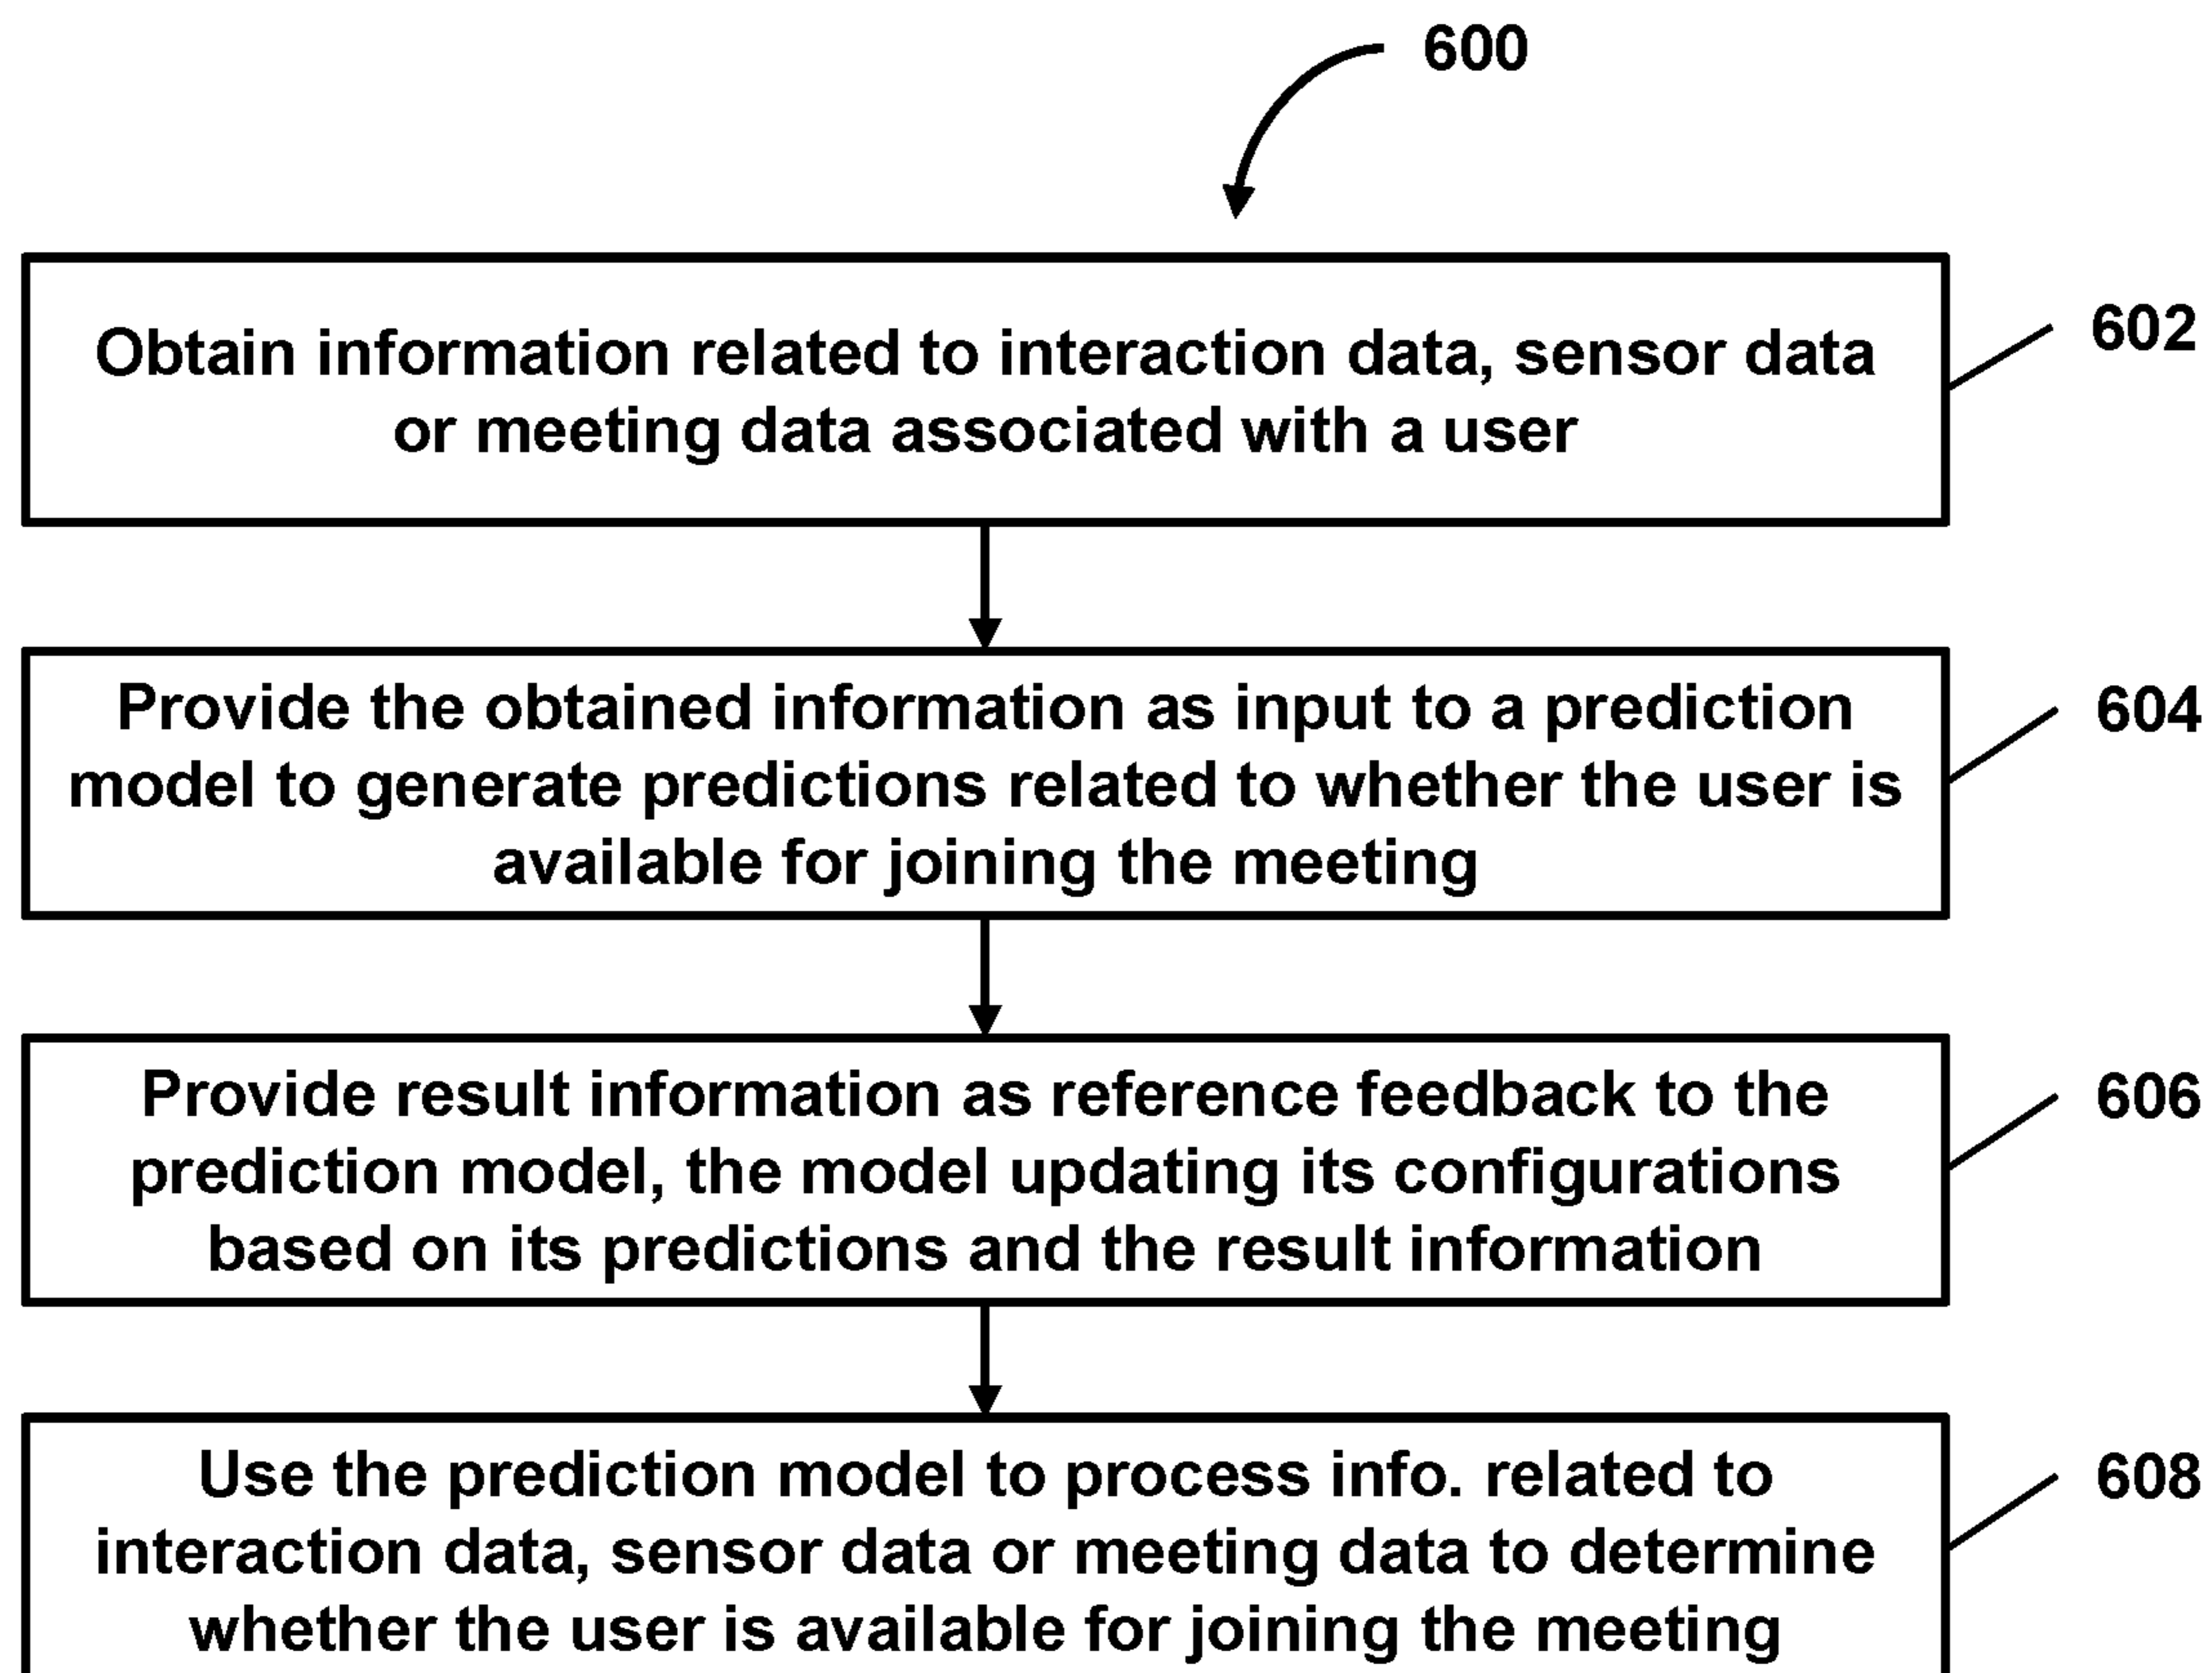 600
Obtain information related to interaction data, sensor data
or meeting data associated with a user
602
Provide the obtained information as input to a prediction
model to generate predictions related to whether the user is
available for joining the meeting
604
Provide result information as reference feedback to the
prediction model, the model updating its configurations
based on its predictions and the result information
606
Use the prediction model to process info. related to
interaction data, sensor data or meeting data to determine
whether the user is available for joining the meeting
608